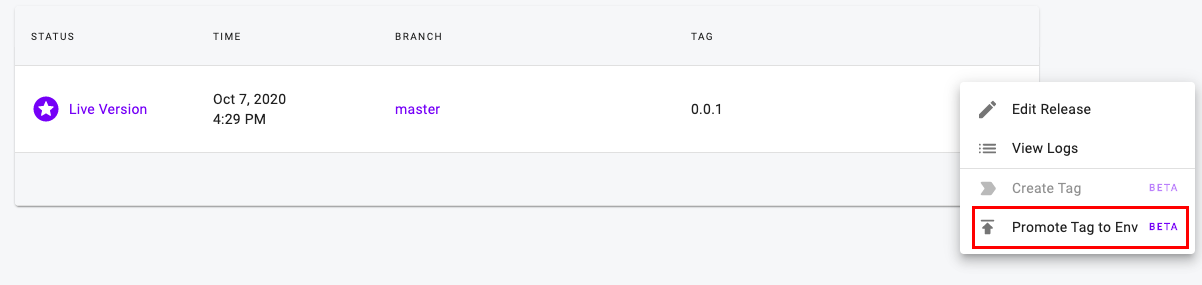 STATUS TIME BRANCH TAG
Live Version Oct 7, 2020 master 0.0.1
4:29 PM
Edit Release
View Logs
Create Tag BETA
Promote Tag to Env BETA